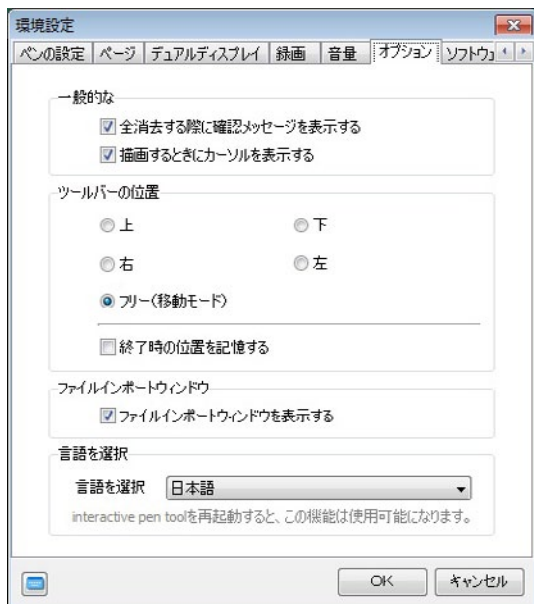 環境設定
ペンの設定 ページ デュアルディスプレイ 録画 音量 オプション ソフトウェ
一般的な
全消去する際に確認メッセージを表示する
描画するときにカーソルを表示する
ツールバーの位置
上 下
右 左
フリー(移動モード)
終了時の位置を記憶する
ファイルインポートウィンドウ
ファイルインポートウィンドウを表示する
言語を選択
言語を選択 日本語
interactive pen toolを再起動すると、この機能は使用可能になります。
OK キャンセル